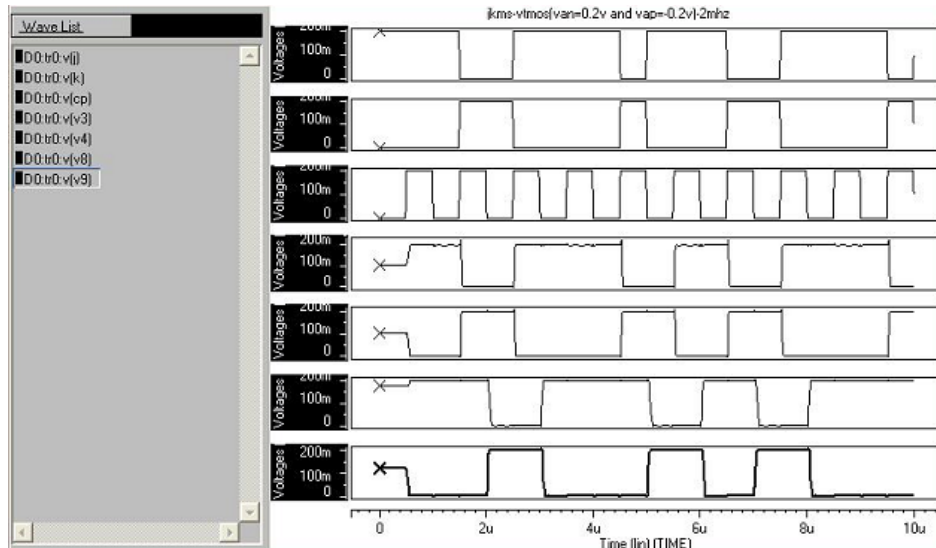 Wave List
D0:tr0:v(j)
D0:tr0:v(k)
D0:tr0:v(cp)
D0:tr0:v(v3)
D0:tr0:v(v4)
D0:tr0:v(v8)
D0:tr0:v(v9)
jkms-vtmos(van=0.2v and vap=-0.2v)-2mhz
Voltages
200m
100m
0
Voltages
200m
100m
0
Voltages
200m
100m
0
Voltages
200m
100m
0
Voltages
200m
100m
0
Voltages
100m
0
Voltages
200m
100m
0
0
2u
4u
6u
8u
10u
Time (lin) (TIME)